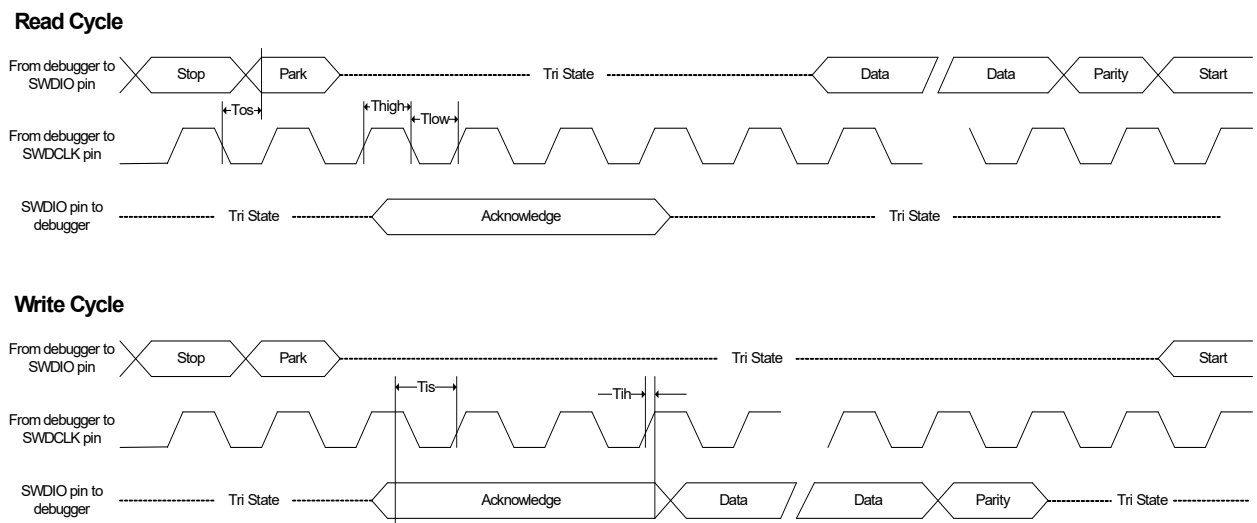 Read Cycle
From debugger to
SWDIO pin
Stop
Park
Tri State
Data
Data
Parity
Start
Tos
Thigh
Tlow
From debugger to
SWDCLK pin
SWDIO pin to
debugger
Tri State
Acknowledge
Tri State
Write Cycle
From debugger to
SWDIO pin
Stop
Park
Tri State
Start
Tis
Tih
From debugger to
SWDCLK pin
SWDIO pin to
debugger
Tri State
Acknowledge
Data
Data
Parity
Tri State